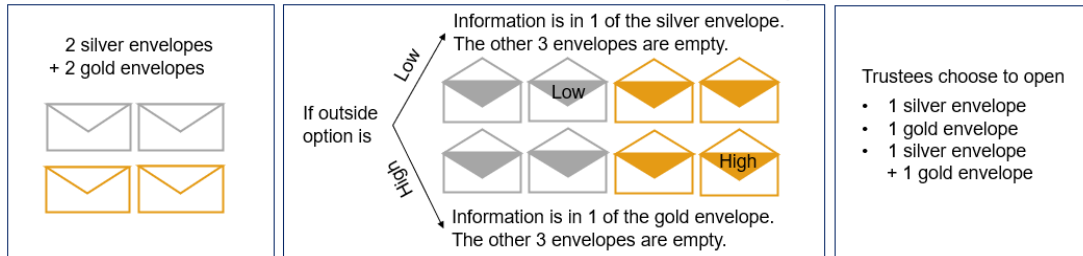 2 silver envelopes
+ 2 gold envelopes
If outside
option is
Low
High
Information is in 1 of the silver envelope.
The other 3 envelopes are empty.
Low
High
Information is in 1 of the gold envelope.
The other 3 envelopes are empty.
Trustees choose to open
• 1 silver envelope
• 1 gold envelope
• 1 silver envelope
+ 1 gold envelope